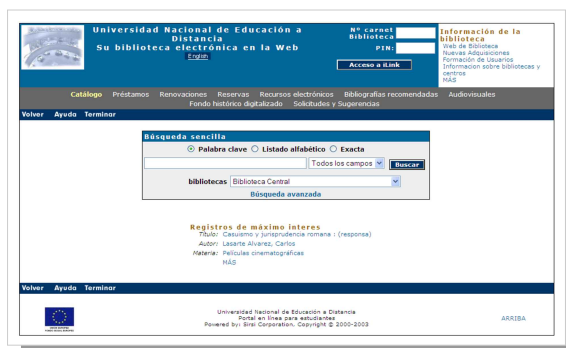 Universidad Nacional de Educación a
Distancia
Su biblioteca electrónica en la Web
English
Nº carnet
Biblioteca
PIN:
Acceso a iLink
Información de la
biblioteca
Web de Biblioteca
Nuevas Adquisiciones
Formación de Usuarios
Informacion sobre bibliotecas y
centros
MÁS
Catálogo Préstamos Renovaciones Reservas Recursos electrónicos Bibliografías recomendadas Audiovisuales
Fondo histórico digitalizado Solicitudes y Sugerencias
Volver Ayuda Terminar
Búsqueda sencilla
Palabra clave Listado alfabético Exacta
Todos los campos Buscar
bibliotecas Biblioteca Central
Búsqueda avanzada
Registros de máximo interes
Título: Casuismo y jurisprudencia romana : (responsa)
Autor: Lasarte Alvarez, Carlos
Materia: Películas cinematográficas
MÁS
Volver Ayuda Terminar
Universidad Nacional de Educación a Distancia
Portal en línea para estudiantes
Powered by: Sirsi Corporation, Copyright © 2000-2003
ARRIBA